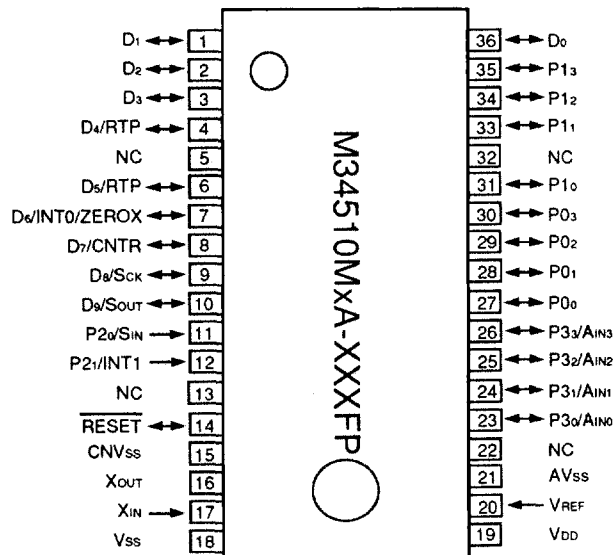 D1 1 36 D0
D2 2 35 P13
D3 3 34 P12
D4/RTP 4 33 P11
NC 5 32 NC
D5/RTP 6 31 P10
D6/INT0/ZEROX 7 30 P03
D7/CNTR 8 29 P02
D8/SCK 9 28 P01
D9/SOUT 10 27 P00
P20/SIN 11 26 P33/AIN3
P21/INT1 12 25 P32/AIN2
NC 13 24 P31/AIN1
RESET 14 23 P30/AIN0
CNVSS 15 22 NC
XOUT 16 21 AVSS
XIN 17 20 VREF
VSS 18 19 VDD
M34510MxA-XXXFP